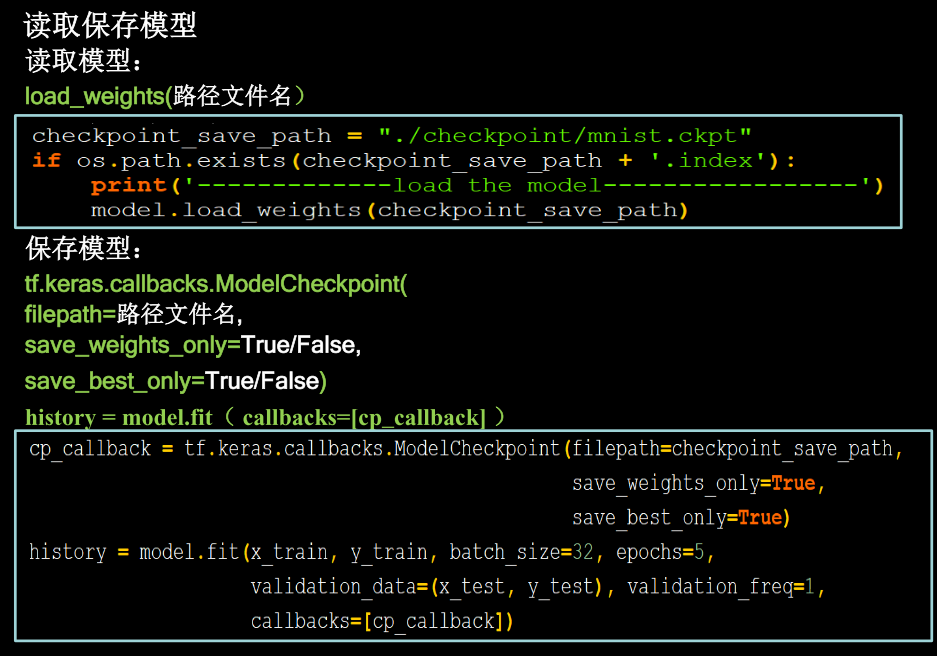 读取保存模型
读取模型：
load_weights(路径文件名）
checkpoint_save_path = "./checkpoint/mnist.ckpt"
if os.path.exists(checkpoint_save_path + '.index'):
    print('-------------load the model-----------------')
    model.load_weights(checkpoint_save_path)
保存模型：
tf.keras.callbacks.ModelCheckpoint(
filepath=路径文件名,
save_weights_only=True/False,
save_best_only=True/False)
history = model.fit（ callbacks=[cp_callback] ）
cp_callback = tf.keras.callbacks.ModelCheckpoint(filepath=checkpoint_save_path,
                                                 save_weights_only=True,
                                                 save_best_only=True)
history = model.fit(x_train, y_train, batch_size=32, epochs=5,
                    validation_data=(x_test, y_test), validation_freq=1,
                    callbacks=[cp_callback])